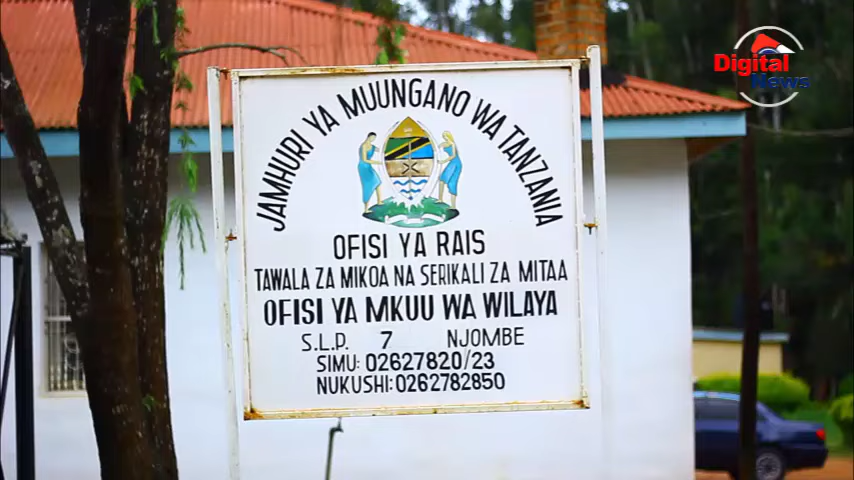 Digital
News
JAMHURI YA MUUNGANO WA TANZANIA
OFISI YA RAIS
TAWALA ZA MIKOA NA SERIKALI ZA MITAA
OFISI YA MKUU WA WILAYA
S.L.P. 7 NJOMBE
SIMU: 02627820/23
NUKUSHI: 0262782850